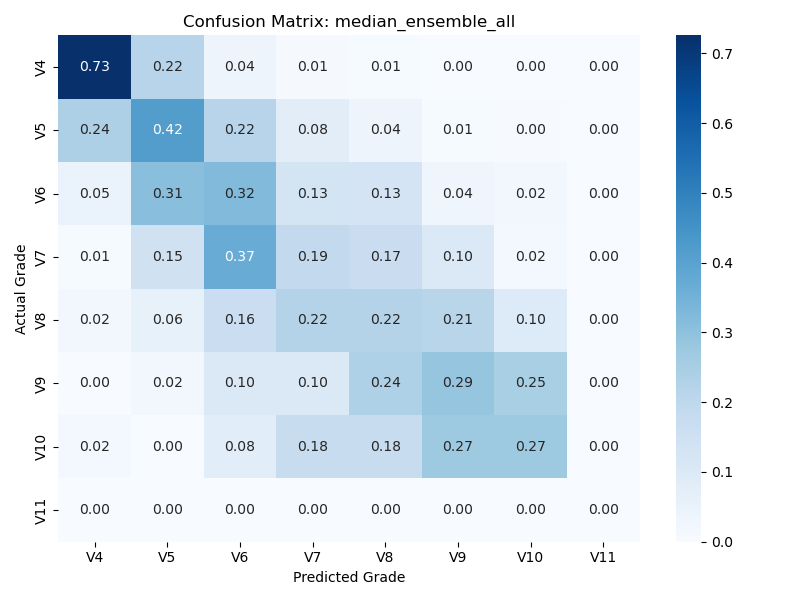 Confusion Matrix: median_ensemble_all
V4 0.73 0.22 0.04 0.01 0.01 0.00 0.00 0.00
V5 0.24 0.42 0.22 0.08 0.04 0.01 0.00 0.00
V6 0.05 0.31 0.32 0.13 0.13 0.04 0.02 0.00
V7 0.01 0.15 0.37 0.19 0.17 0.10 0.02 0.00
V8 0.02 0.06 0.16 0.22 0.22 0.21 0.10 0.00
V9 0.00 0.02 0.10 0.10 0.24 0.29 0.25 0.00
V10 0.02 0.00 0.08 0.18 0.18 0.27 0.27 0.00
V11 0.00 0.00 0.00 0.00 0.00 0.00 0.00 0.00
V4 V5 V6 V7 V8 V9 V10 V11
Predicted Grade
Actual Grade
0.7
0.6
0.5
0.4
0.3
0.2
0.1
0.0